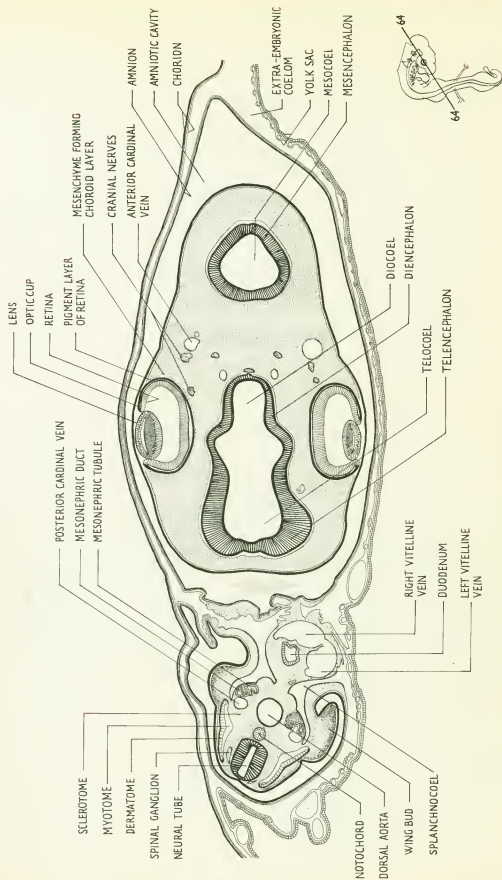 LENS
OPTIC CUP
RETINA
PIGMENT LAYER
OF RETINA
MESENCHYME FORMING
CHOROID LAYER
CRANIAL NERVES
ANTERIOR CARDINAL
VEIN
AMNION
AMNIOTIC CAVITY
CHORION
EXTRA-EMBRYONIC
COELOM
YOLK SAC
MESOCOEL
MESENCEPHALON
64
64
POSTERIOR CARDINAL VEIN
MESONEPHRIC DUCT
MESONEPHRIC TUBULE
SCLEROTOME
MYOTOME
DERMATOME
SPINAL GANGLION
NEURAL TUBE
NOTOCHORD
DORSAL AORTA
WING BUD
SPLANCHNOCOEL
RIGHT VITELLINE
VEIN
DUODENUM
LEFT VITELLINE
VEIN
TELOCOEL
TELENCEPHALON
DIOCOEL
DIENCEPHALON